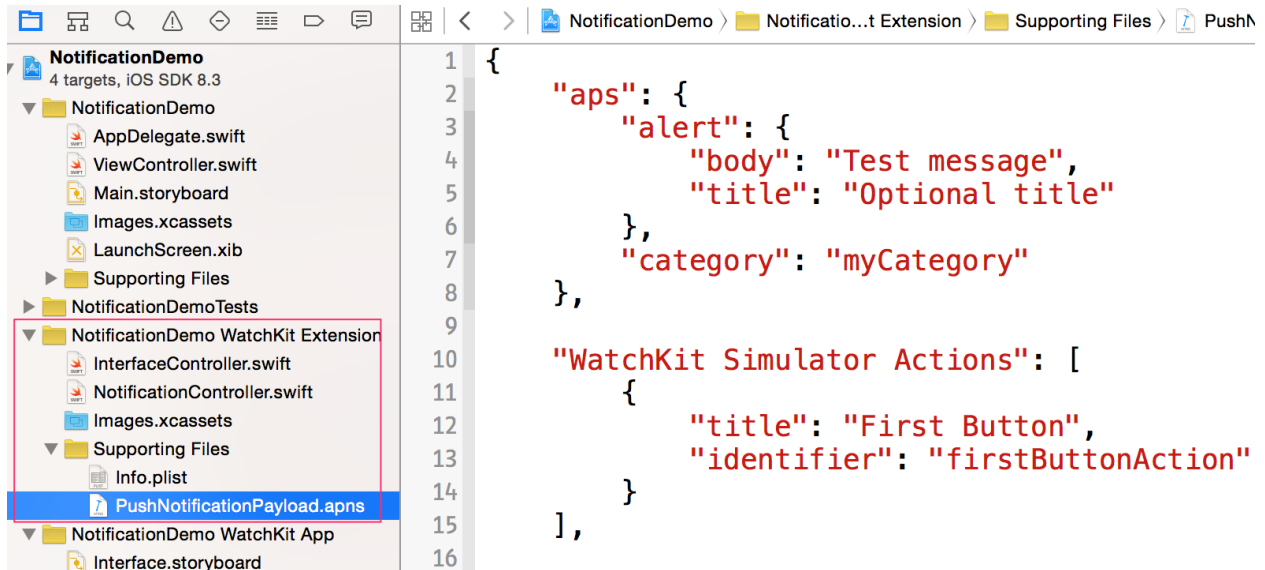 NotificationDemo
Notificatio...t Extension
Supporting Files
PushN
NotificationDemo
4 targets, iOS SDK 8.3
NotificationDemo
AppDelegate.swift
ViewController.swift
Main.storyboard
Images.xcassets
LaunchScreen.xib
Supporting Files
NotificationDemoTests
NotificationDemo WatchKit Extension
InterfaceController.swift
NotificationController.swift
Images.xcassets
Supporting Files
Info.plist
PushNotificationPayload.apns
NotificationDemo WatchKit App
Interface.storyboard
1 {
2 "aps": {
3 "alert": {
4 "body": "Test message",
5 "title": "Optional title"
6 },
7 "category": "myCategory"
8 },
9
10 "WatchKit Simulator Actions": [
11 {
12 "title": "First Button",
13 "identifier": "firstButtonAction"
14 }
15 ],
16